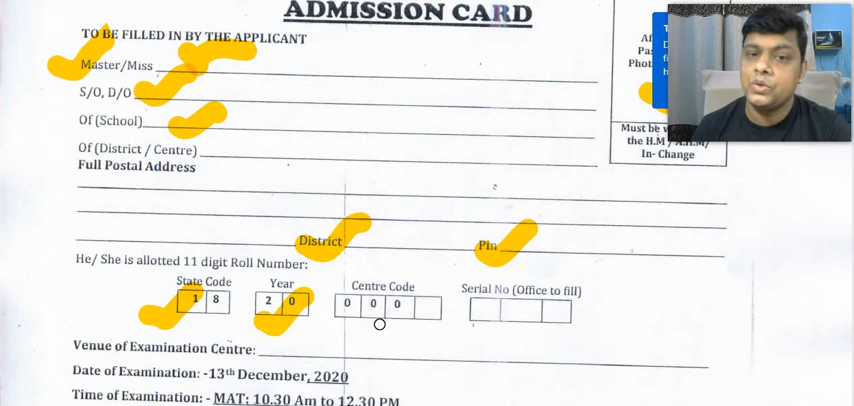 ADMISSION CARD
TO BE FILLED IN BY THE APPLICANT
Master/Miss
S/O, D/O
Of (School)
Of (District / Centre)
Full Postal Address
District Pin
He/ She is allotted 11 digit Roll Number:
State Code Year Centre Code Serial No (Office to fill)
1 8 2 0 0 0 0
Venue of Examination Centre:
Date of Examination: -13th December, 2020
Time of Examination: - MAT: 10.30 Am to 12.30 PM
Must be
the H.M / A.H.M/
In- Change